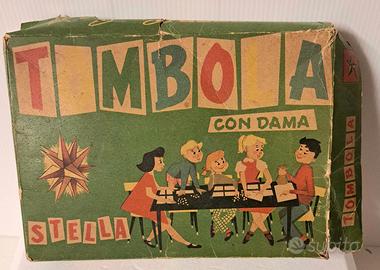 TOMBOLA
CON DAMA
STELLA
TOMBOLA
subito